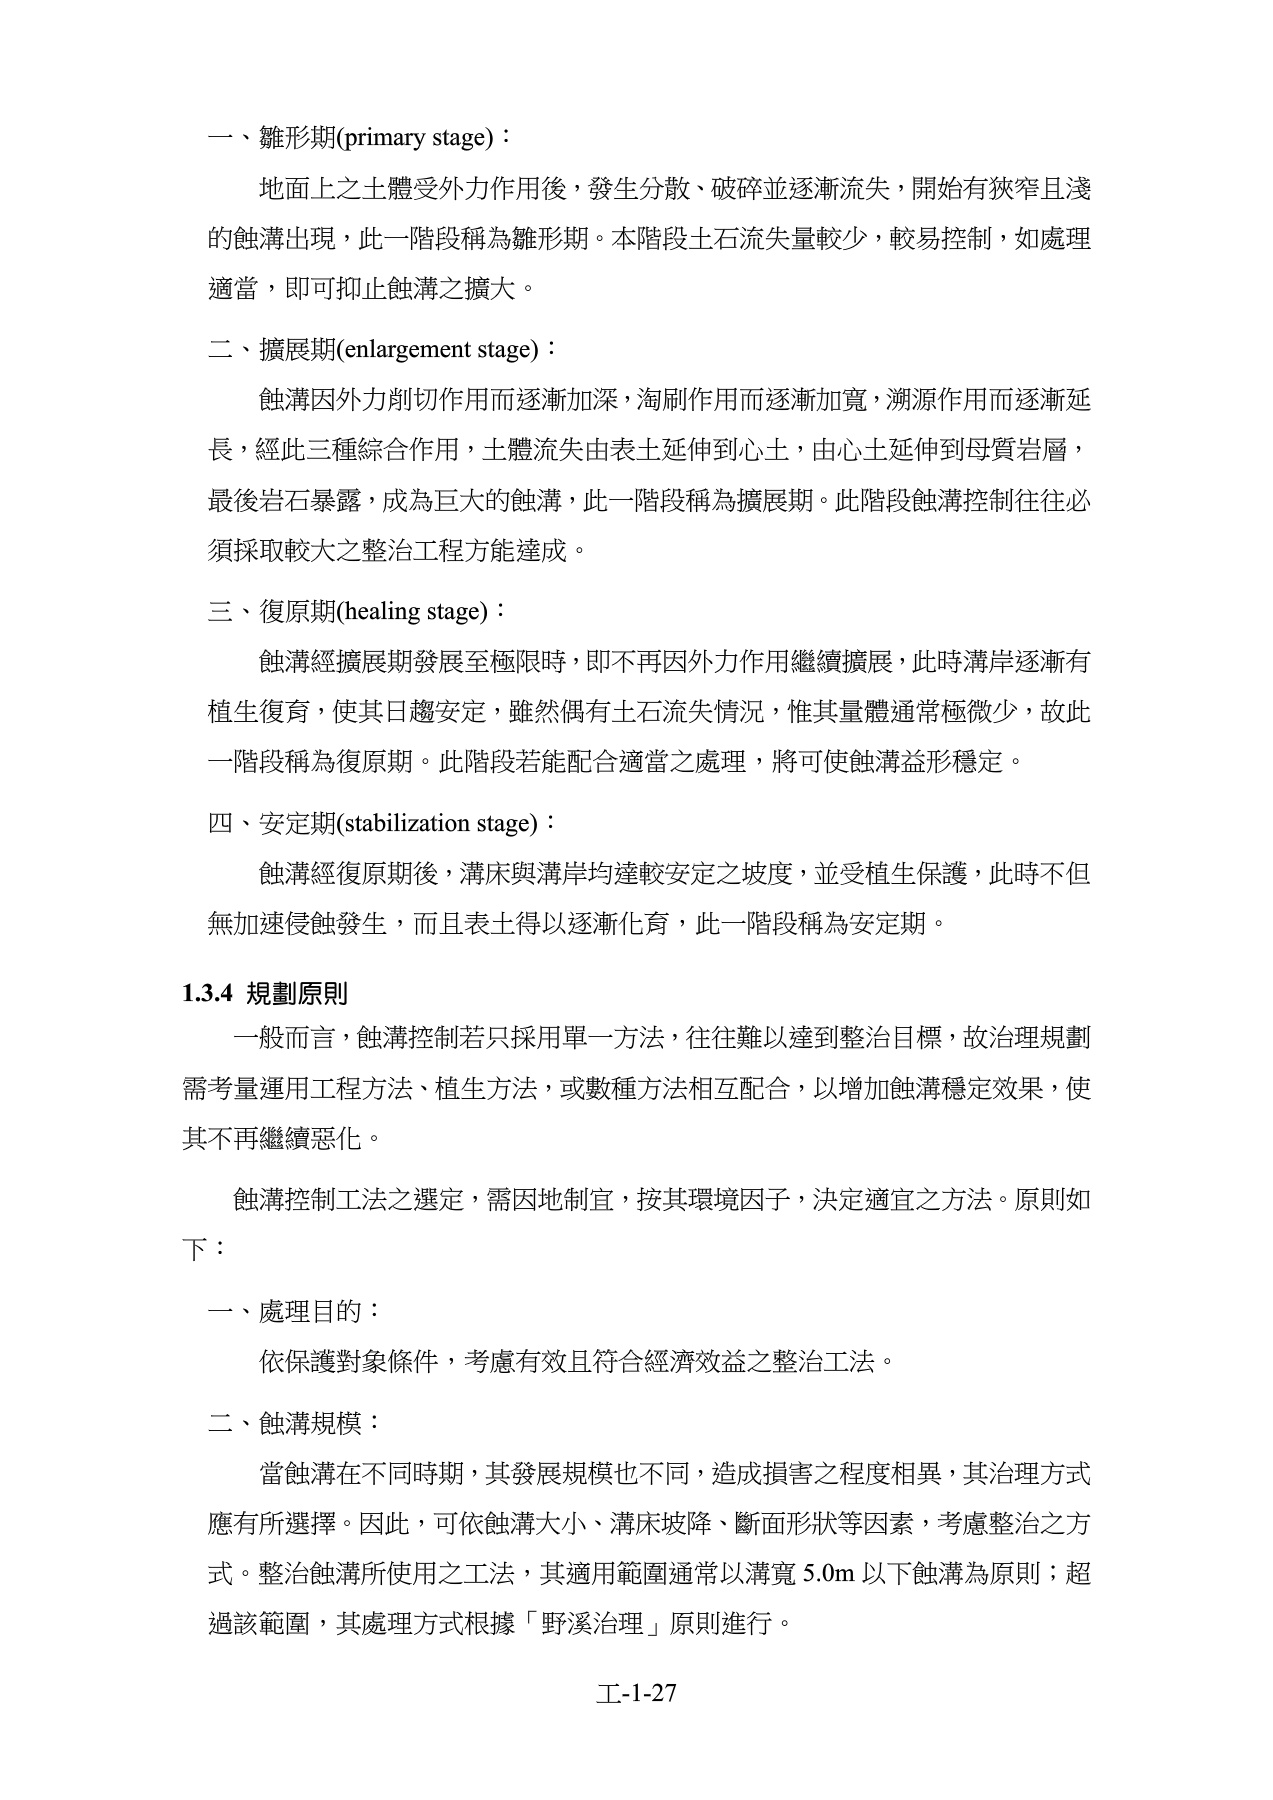 一、雛形期(primary stage)：
地面上之土體受外力作用後，發生分散、破碎並逐漸流失，開始有狹窄且淺
的蝕溝出現，此一階段稱為雛形期。本階段土石流失量較少，較易控制，如處理
適當，即可抑止蝕溝之擴大。
二、擴展期(enlargement stage)：
蝕溝因外力削切作用而逐漸加深，淘刷作用而逐漸加寬，溯源作用而逐漸延
長，經此三種綜合作用，土體流失由表土延伸到心土，由心土延伸到母質岩層，
最後岩石暴露，成為巨大的蝕溝，此一階段稱為擴展期。此階段蝕溝控制往往必
須採取較大之整治工程方能達成。
三、復原期(healing stage)：
蝕溝經擴展期發展至極限時，即不再因外力作用繼續擴展，此時溝岸逐漸有
植生復育，使其日趨安定，雖然偶有土石流失情況，惟其量體通常極微少，故此
一階段稱為復原期。此階段若能配合適當之處理，將可使蝕溝益形穩定。
四、安定期(stabilization stage)：
蝕溝經復原期後，溝床與溝岸均達較安定之坡度，並受植生保護，此時不但
無加速侵蝕發生，而且表土得以逐漸化育，此一階段稱為安定期。
1.3.4 規劃原則
一般而言，蝕溝控制若只採用單一方法，往往難以達到整治目標，故治理規劃
需考量運用工程方法、植生方法，或數種方法相互配合，以增加蝕溝穩定效果，使
其不再繼續惡化。
蝕溝控制工法之選定，需因地制宜，按其環境因子，決定適宜之方法。原則如
下：
一、處理目的：
依保護對象條件，考慮有效且符合經濟效益之整治工法。
二、蝕溝規模：
當蝕溝在不同時期，其發展規模也不同，造成損害之程度相異，其治理方式
應有所選擇。因此，可依蝕溝大小、溝床坡降、斷面形狀等因素，考慮整治之方
式。整治蝕溝所使用之工法，其適用範圍通常以溝寬 5.0m 以下蝕溝為原則；超
過該範圍，其處理方式根據「野溪治理」原則進行。
工-1-27